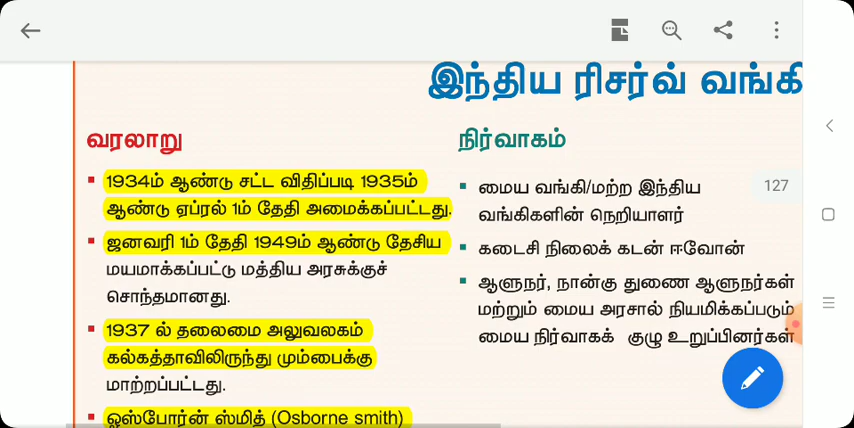 இந்திய ரிசர்வ் வங்கி
வரலாறு
1934ம் ஆண்டு சட்ட விதிப்படி 1935ம்
ஆண்டு ஏப்ரல் 1ம் தேதி அமைக்கப்பட்டது.
ஜனவரி 1ம் தேதி 1949ம் ஆண்டு தேசிய
மயமாக்கப்பட்டு மத்திய அரசுக்குச்
சொந்தமானது.
1937 ல் தலைமை அலுவலகம்
கல்கத்தாவிலிருந்து மும்பைக்கு
மாற்றப்பட்டது.
ஓஸ்போர்ன் ஸ்மித் (Osborne smith)
நிர்வாகம்
மைய வங்கி/மற்ற இந்திய
வங்கிகளின் நெறியாளர்
கடைசி நிலைக் கடன் ஈவோன்
ஆளுநர், நான்கு துணை ஆளுநர்கள்
மற்றும் மைய அரசால் நியமிக்கப்படும்
மைய நிர்வாகக் குழு உறுப்பினர்கள்
127